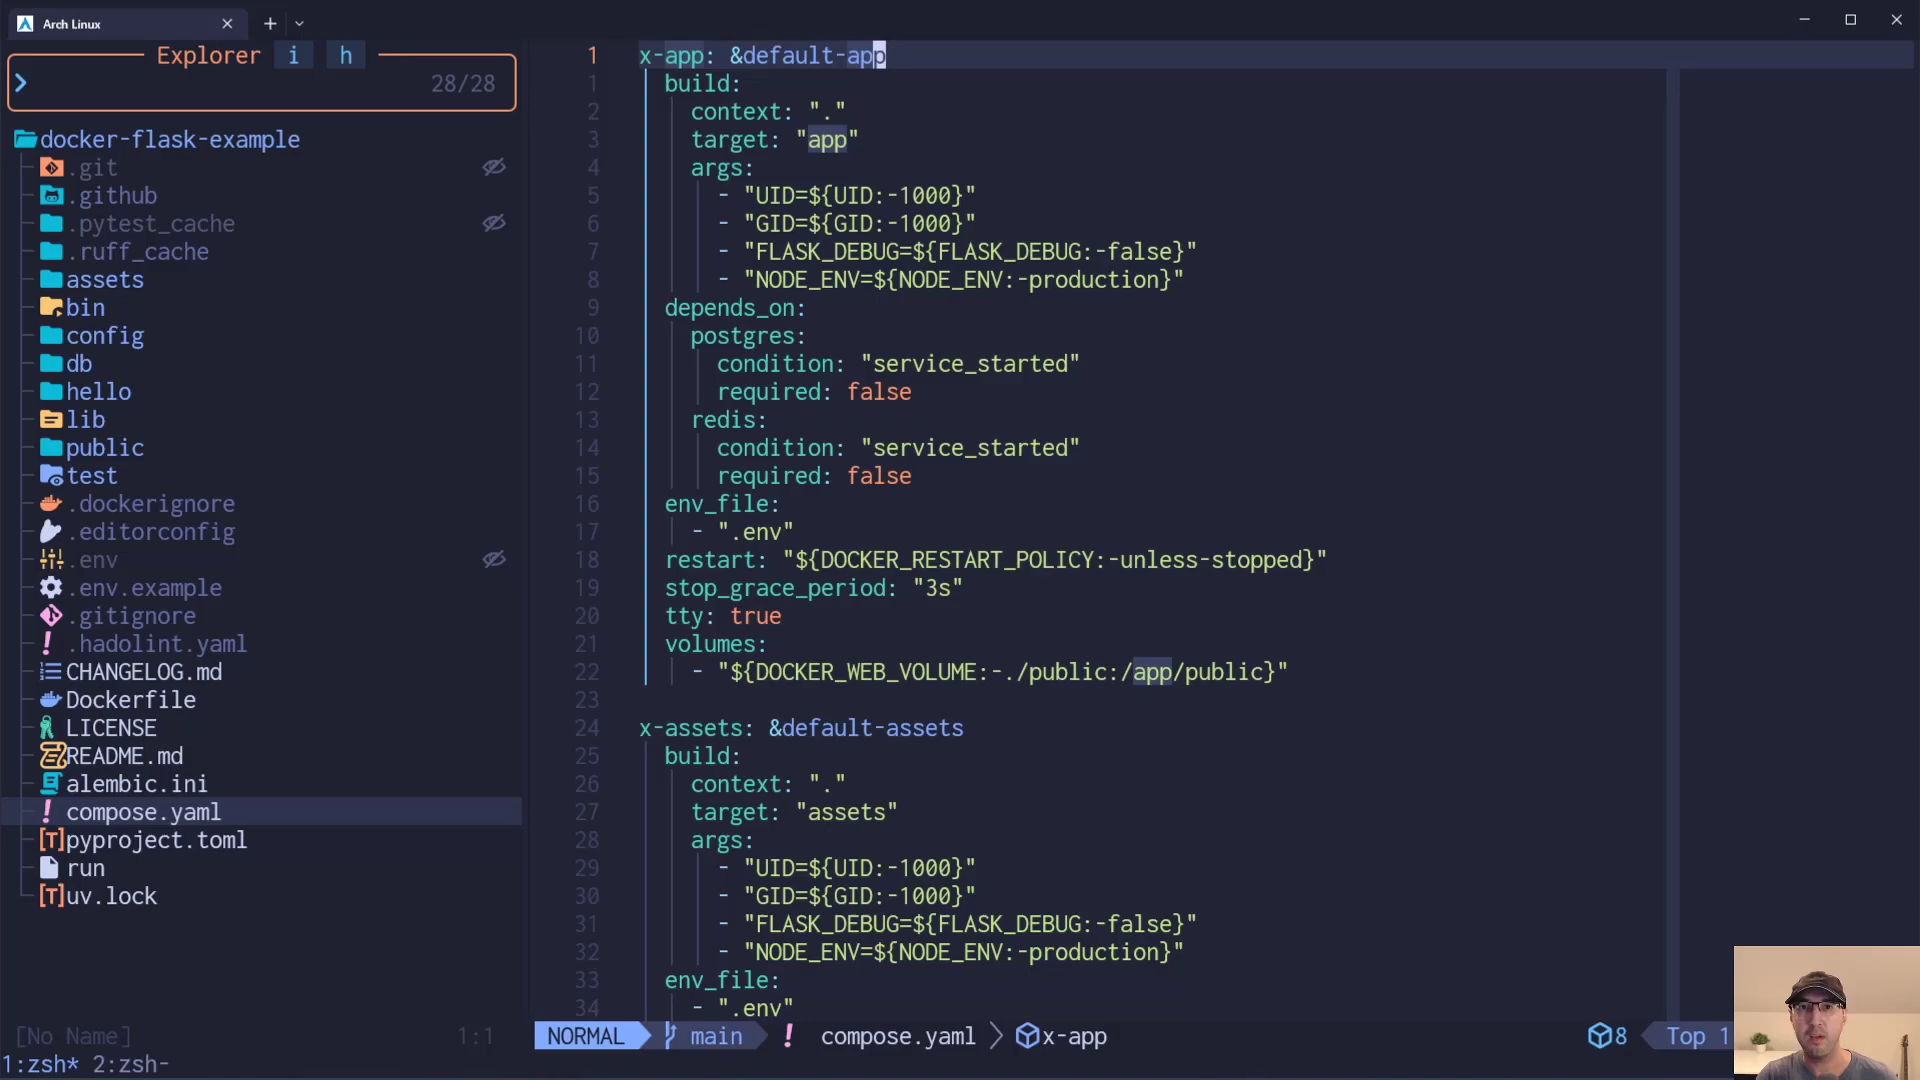 Arch Linux
Explorer i h
28/28
docker-flask-example
.git
.github
.pytest_cache
.ruff_cache
assets
bin
config
db
hello
lib
public
test
.dockerignore
.editorconfig
.env
.env.example
.gitignore
.hadolint.yaml
CHANGELOG.md
Dockerfile
LICENSE
README.md
alembic.ini
compose.yaml
pyproject.toml
run
uv.lock
[No Name] 1:1
1 x-app: &default-app
1 build:
2 context: "."
3 target: "app"
4 args:
5 - "UID=${UID:-1000}"
6 - "GID=${GID:-1000}"
7 - "FLASK_DEBUG=${FLASK_DEBUG:-false}"
8 - "NODE_ENV=${NODE_ENV:-production}"
9 depends_on:
10 postgres:
11 condition: "service_started"
12 required: false
13 redis:
14 condition: "service_started"
15 required: false
16 env_file:
17 - ".env"
18 restart: "${DOCKER_RESTART_POLICY:-unless-stopped}"
19 stop_grace_period: "3s"
20 tty: true
21 volumes:
22 - "${DOCKER_WEB_VOLUME:-./public:/app/public}"
23
24 x-assets: &default-assets
25 build:
26 context: "."
27 target: "assets"
28 args:
29 - "UID=${UID:-1000}"
30 - "GID=${GID:-1000}"
31 - "FLASK_DEBUG=${FLASK_DEBUG:-false}"
32 - "NODE_ENV=${NODE_ENV:-production}"
33 env_file:
34 - ".env"
NORMAL main ! compose.yaml x-app 8 Top 1
1:zsh* 2:zsh-